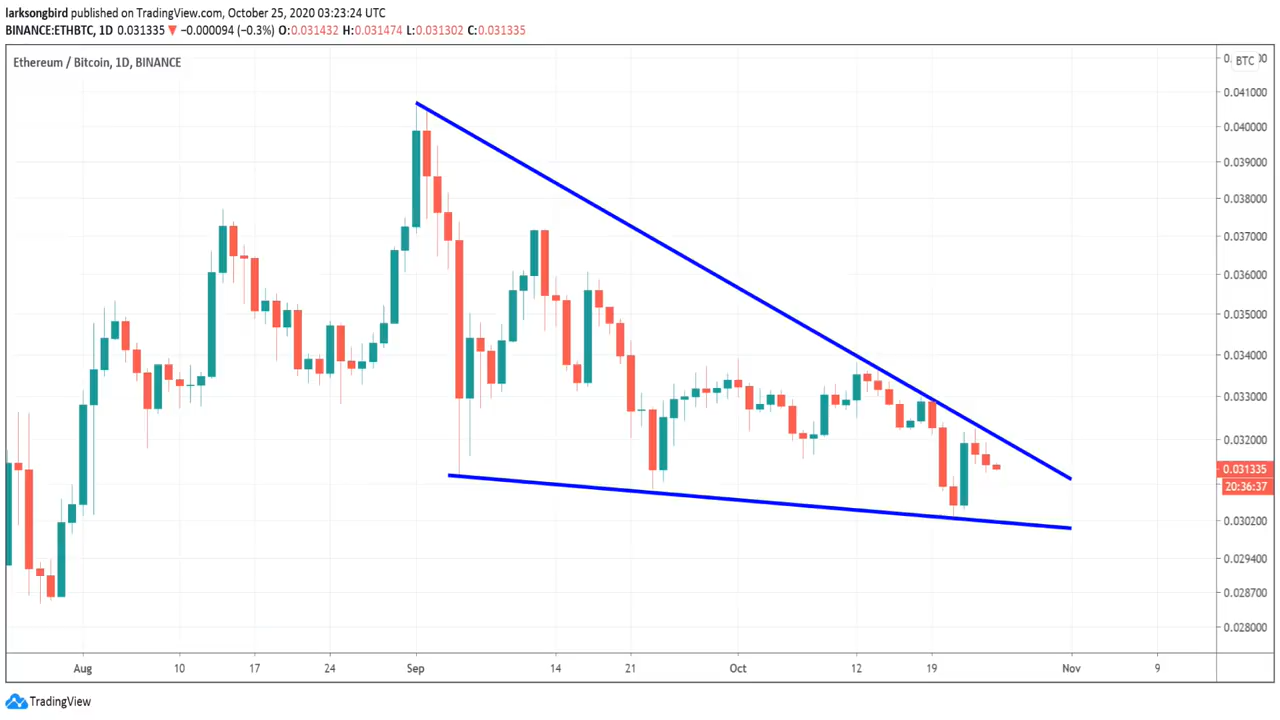 larksongbird published on TradingView.com, October 25, 2020 03:23:24 UTC
BINANCE:ETHBTC, 1D 0.031335 ▼ −0.000094 (−0.3%) O:0.031432 H:0.031474 L:0.031302 C:0.031335
Ethereum / Bitcoin, 1D, BINANCE
BTC
0.041000
0.040000
0.039000
0.038000
0.037000
0.036000
0.035000
0.034000
0.033000
0.032000
0.031335
20:36:37
0.030200
0.029400
0.028700
0.028000
Aug 10 17 24 Sep 14 21 Oct 12 19 Nov 9
TradingView